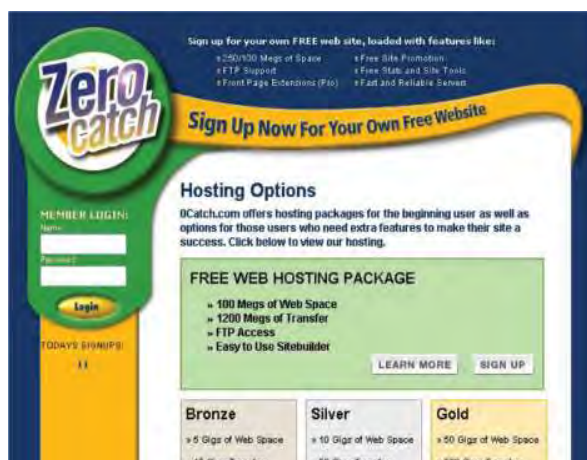 Sign up for your own FREE web site, loaded with features like:
» 250/100 Megs of Space
» FTP Support
» Front Page Extensions (Pro)
» Free Site Promotion
» Free Stats and Site Tools
» Fast and Reliable Servers
Zero
catch
Sign Up Now For Your Own Free Website
MEMBER LOGIN:
Name:
Password:
Login
TODAYS SIGNUPS:
Hosting Options
0Catch.com offers hosting packages for the beginning user as well as
options for those users who need extra features to make their site a
success. Click below to view our hosting.
FREE WEB HOSTING PACKAGE
» 100 Megs of Web Space
» 1200 Megs of Transfer
» FTP Access
» Easy to Use Sitebuilder
LEARN MORE SIGN UP
Bronze
» 5 Gigs of Web Space
Silver
» 10 Gigs of Web Space
Gold
» 50 Gigs of Web Space